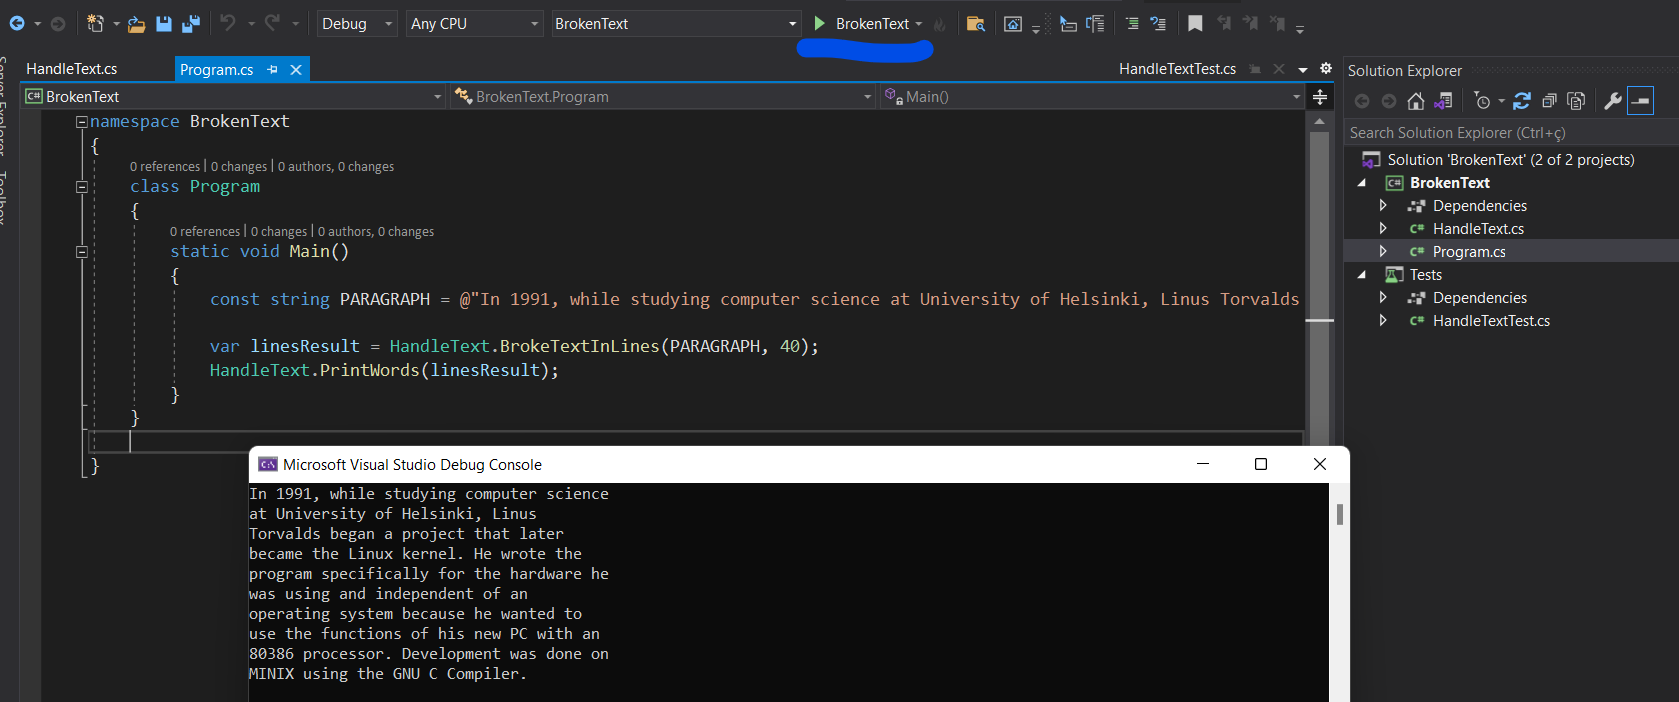 Debug Any CPU BrokenText BrokenText
HandleText.cs Program.cs HandleTextTest.cs
Server Explorer
Toolbox
C# BrokenText BrokenText.Program Main()
namespace BrokenText
{
0 references | 0 changes | 0 authors, 0 changes
class Program
{
0 references | 0 changes | 0 authors, 0 changes
static void Main()
{
const string PARAGRAPH = @"In 1991, while studying computer science at University of Helsinki, Linus Torvalds
var linesResult = HandleText.BrokeTextInLines(PARAGRAPH, 40);
HandleText.PrintWords(linesResult);
}
}
}
Solution Explorer
Search Solution Explorer (Ctrl+ç)
Solution 'BrokenText' (2 of 2 projects)
C# BrokenText
Dependencies
C# HandleText.cs
C# Program.cs
Tests
Dependencies
C# HandleTextTest.cs
C:\ Microsoft Visual Studio Debug Console
In 1991, while studying computer science
at University of Helsinki, Linus
Torvalds began a project that later
became the Linux kernel. He wrote the
program specifically for the hardware he
was using and independent of an
operating system because he wanted to
use the functions of his new PC with an
80386 processor. Development was done on
MINIX using the GNU C Compiler.